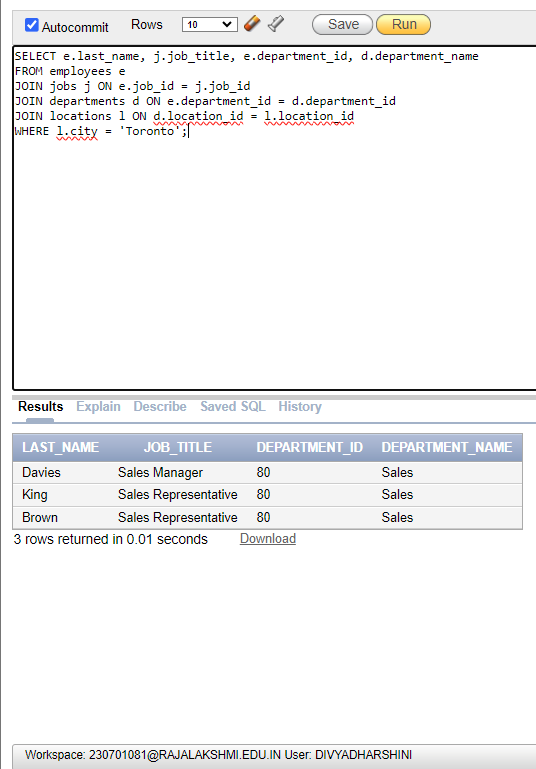 Autocommit Rows 10 Save Run
SELECT e.last_name, j.job_title, e.department_id, d.department_name
FROM employees e
JOIN jobs j ON e.job_id = j.job_id
JOIN departments d ON e.department_id = d.department_id
JOIN locations l ON d.location_id = l.location_id
WHERE l.city = 'Toronto';
Results Explain Describe Saved SQL History
LAST_NAME JOB_TITLE DEPARTMENT_ID DEPARTMENT_NAME
Davies Sales Manager 80 Sales
King Sales Representative 80 Sales
Brown Sales Representative 80 Sales
3 rows returned in 0.01 seconds Download
Workspace: 230701081@RAJALAKSHMI.EDU.IN User: DIVYADHARSHINI